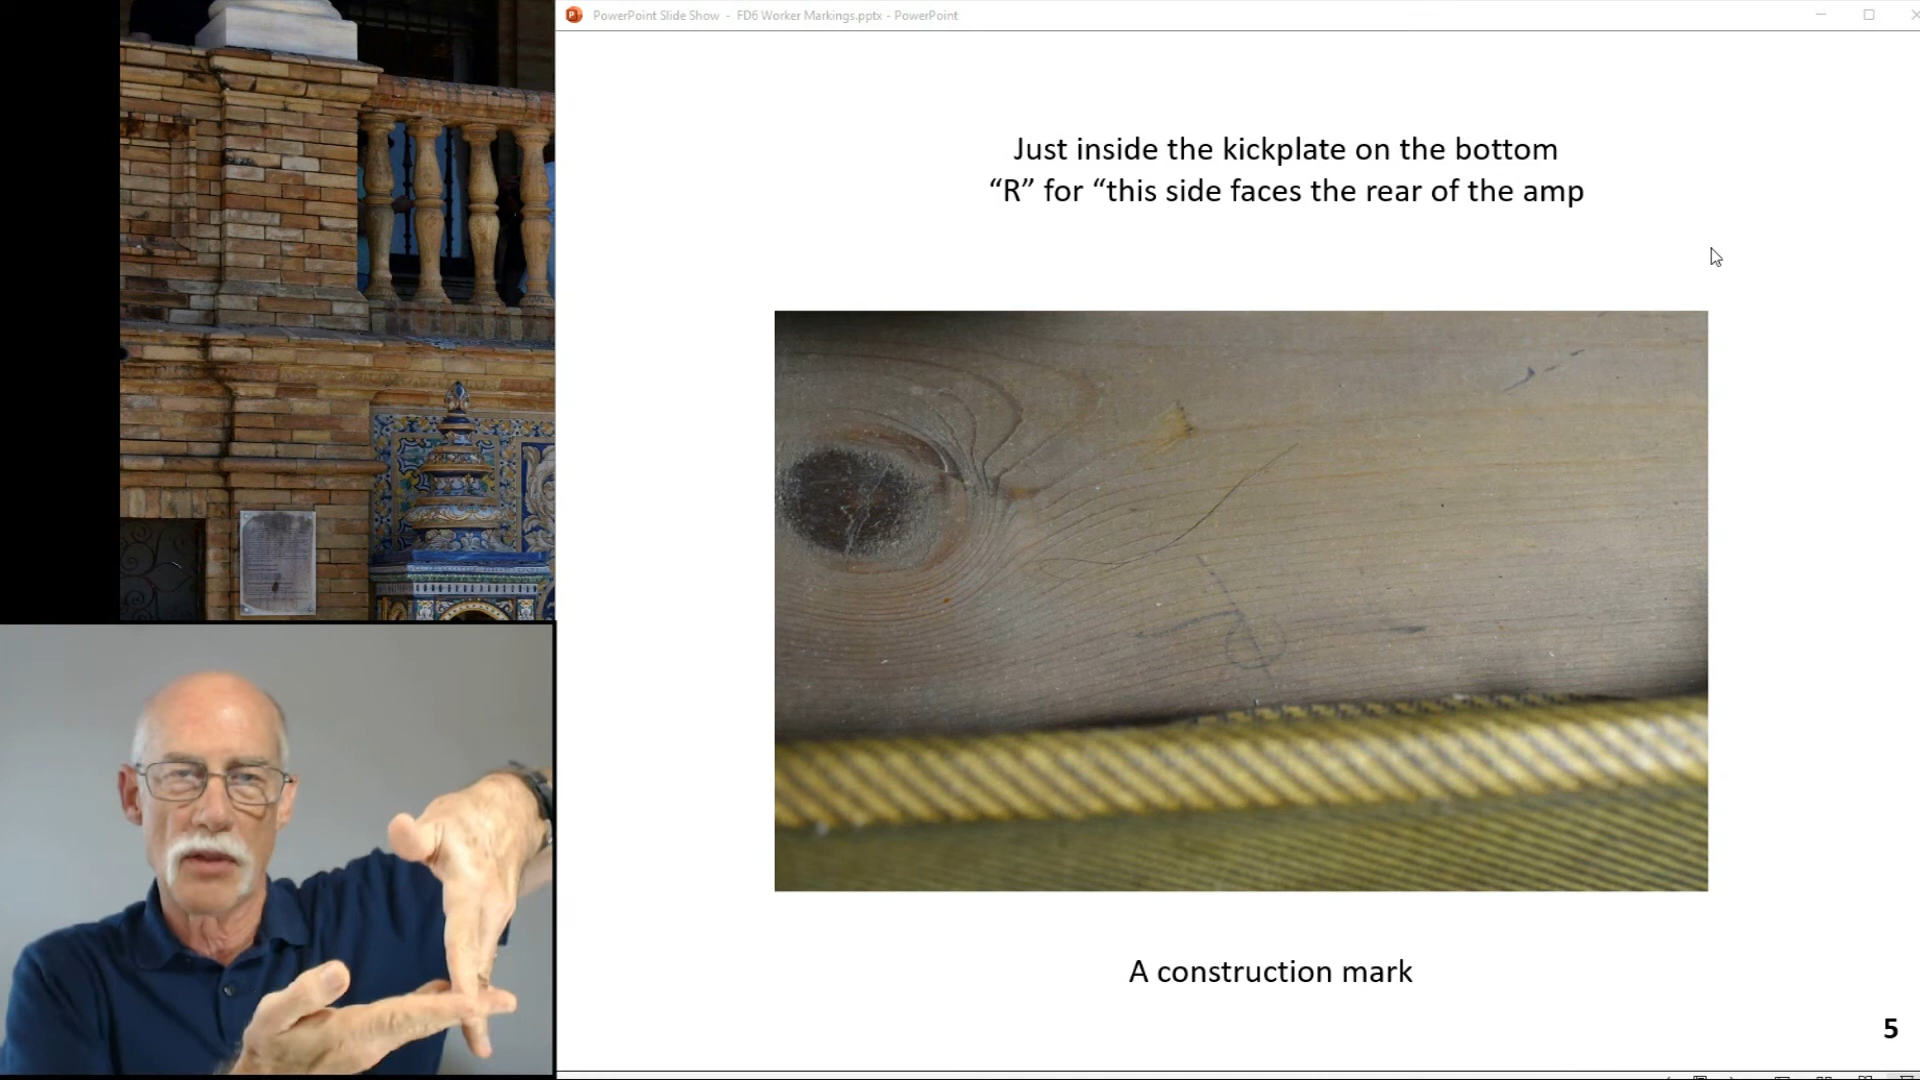 PowerPoint Slide Show - FD6 Worker Markings.pptx - PowerPoint
Just inside the kickplate on the bottom
“R” for “this side faces the rear of the amp
A construction mark
5